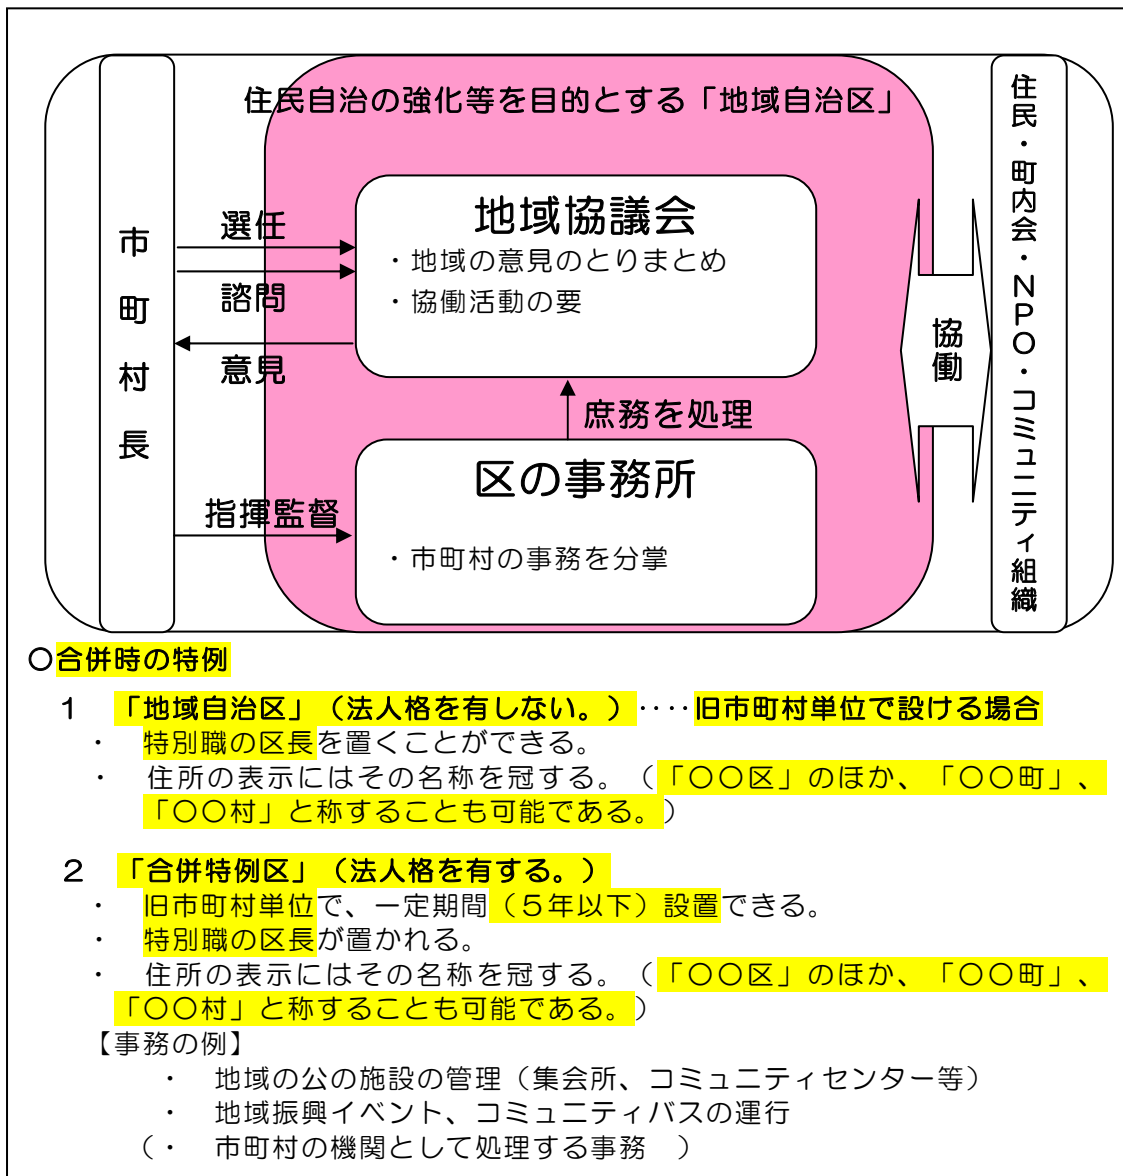 住民自治の強化等を目的とする「地域自治区」
市町村長
選任
諮問
意見
指揮監督
地域協議会
・地域の意見のとりまとめ
・協働活動の要
庶務を処理
区の事務所
・市町村の事務を分掌
協働
住民・町内会・ＮＰＯ・コミュニティ組織
〇合併時の特例
１　「地域自治区」（法人格を有しない。）‥‥旧市町村単位で設ける場合
・　特別職の区長を置くことができる。
・　住所の表示にはその名称を冠する。（「〇〇区」のほか、「〇〇町」、
「〇〇村」と称することも可能である。）
２　「合併特例区」（法人格を有する。）
・　旧市町村単位で、一定期間（５年以下）設置できる。
・　特別職の区長が置かれる。
・　住所の表示にはその名称を冠する。（「〇〇区」のほか、「〇〇町」、
「〇〇村」と称することも可能である。）
【事務の例】
・　地域の公の施設の管理（集会所、コミュニティセンター等）
・　地域振興イベント、コミュニティバスの運行
（・　市町村の機関として処理する事務　）